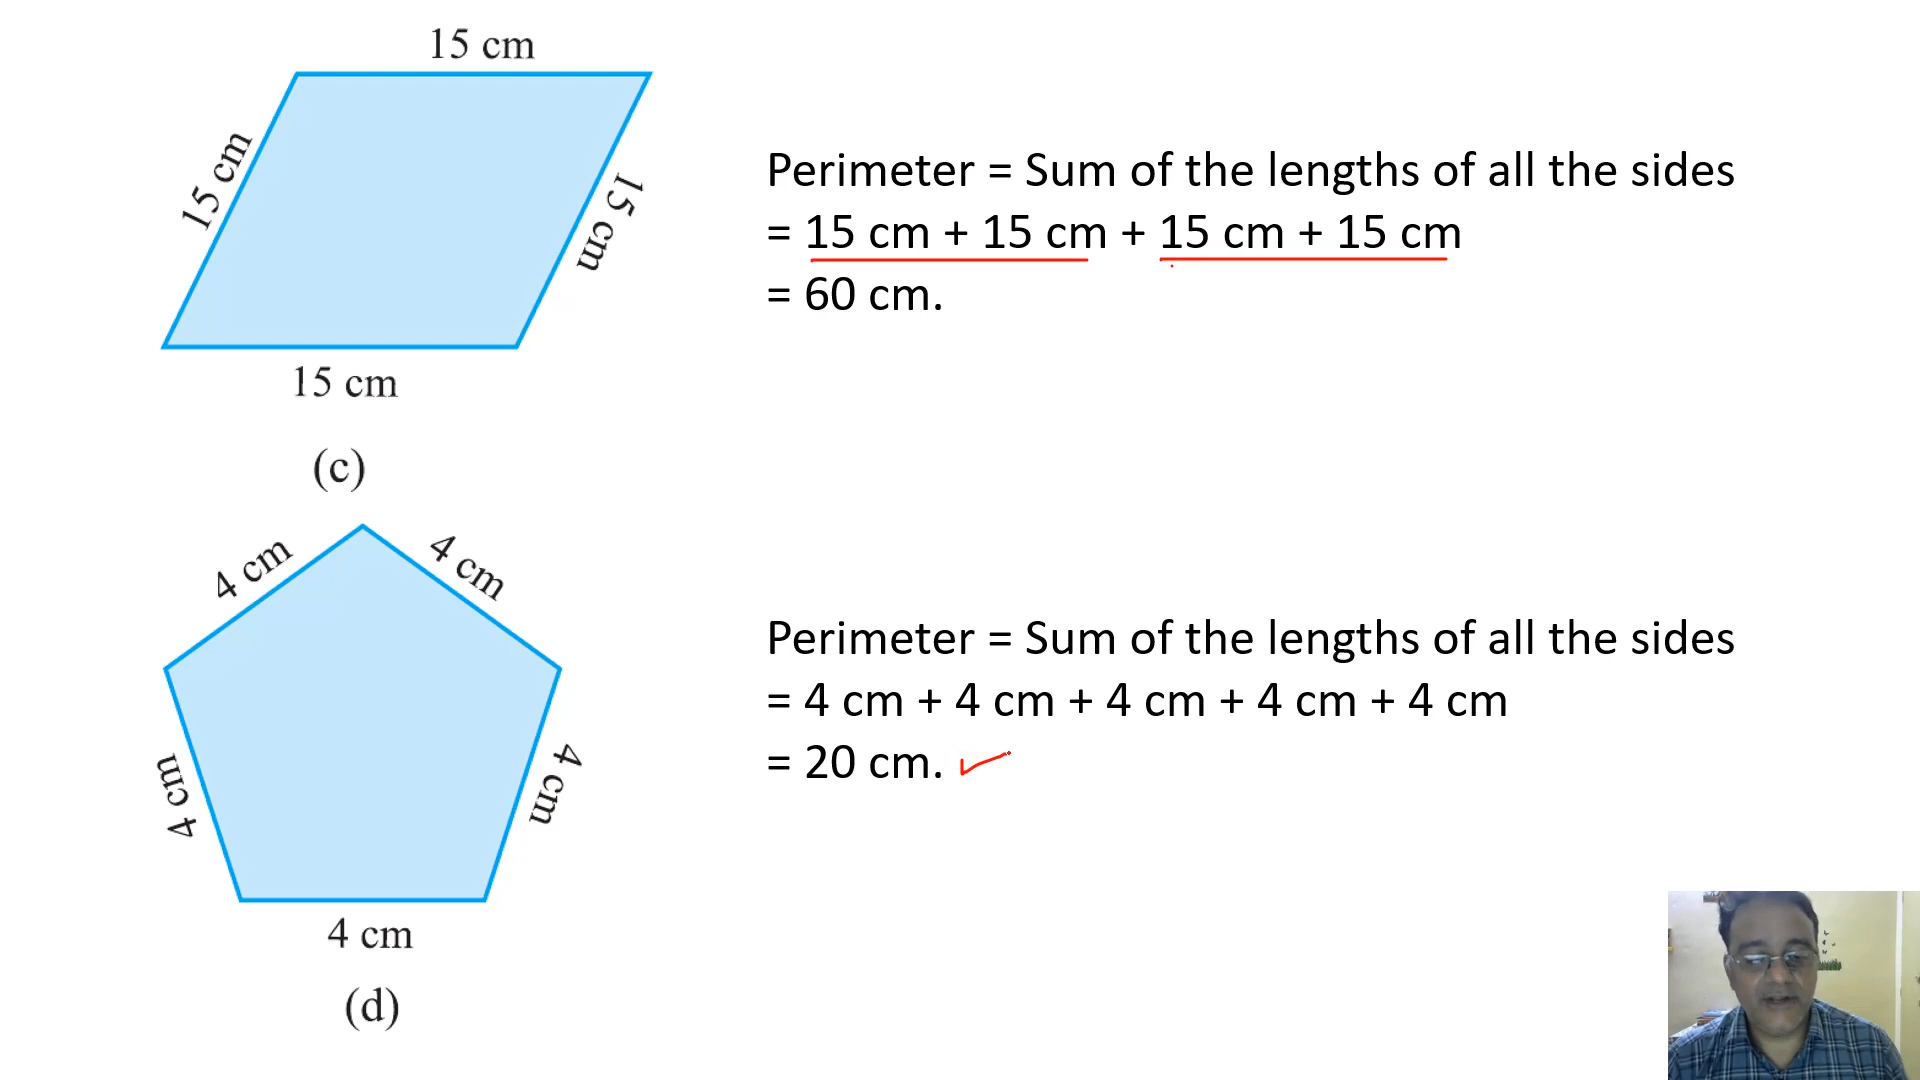 15 cm
15 cm
15 cm
15 cm
(c)
Perimeter = Sum of the lengths of all the sides
= 15 cm + 15 cm + 15 cm + 15 cm
= 60 cm.
4 cm
4 cm
4 cm
4 cm
4 cm
(d)
Perimeter = Sum of the lengths of all the sides
= 4 cm + 4 cm + 4 cm + 4 cm + 4 cm
= 20 cm.